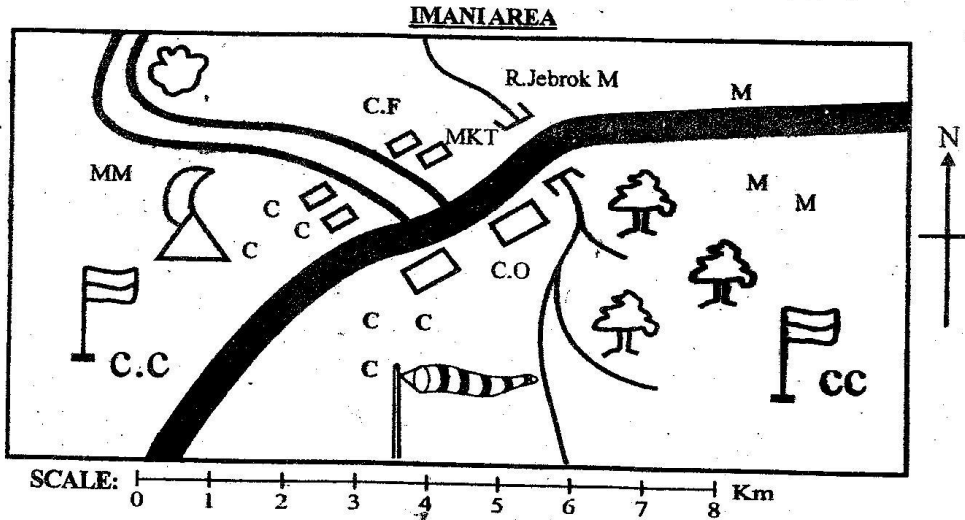 IMANI AREA
R.Jebrok M
M
C.F
MKT
N
MM
M
M
C
C
C
C.O
C.C
C C
C
CC
SCALE:
0 1 2 3 4 5 6 7 8 Km